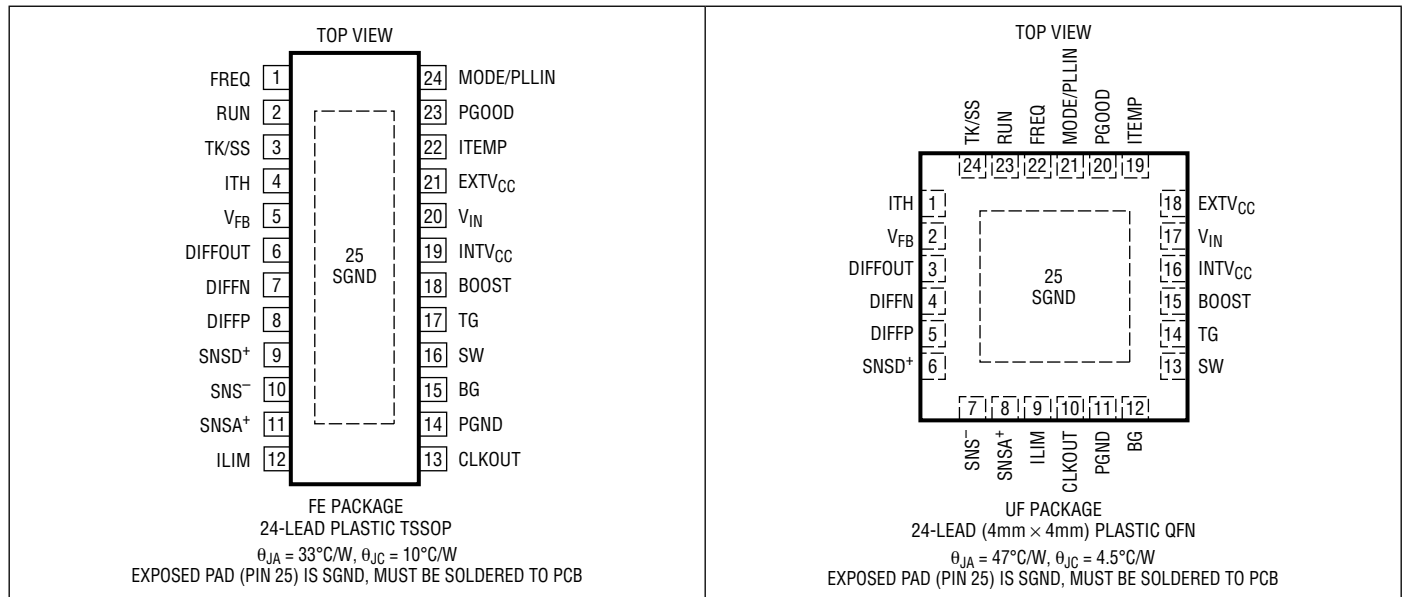 TOP VIEW
FREQ 1
RUN 2
TK/SS 3
ITH 4
VFB 5
DIFFOUT 6
DIFFN 7
DIFFP 8
SNSD+ 9
SNS– 10
SNSA+ 11
ILIM 12
24 MODE/PLLIN
23 PGOOD
22 ITEMP
21 EXTVCC
20 VIN
19 INTVCC
18 BOOST
17 TG
16 SW
15 BG
14 PGND
13 CLKOUT
25
SGND
FE PACKAGE
24-LEAD PLASTIC TSSOP
θJA = 33°C/W, θJC = 10°C/W
EXPOSED PAD (PIN 25) IS SGND, MUST BE SOLDERED TO PCB
TOP VIEW
TK/SS
RUN
FREQ
MODE/PLLIN
PGOOD
ITEMP
24 23 22 21 20 19
ITH 1
VFB 2
DIFFOUT 3
DIFFN 4
DIFFP 5
SNSD+ 6
18 EXTVCC
17 VIN
16 INTVCC
15 BOOST
14 TG
13 SW
25
SGND
7 8 9 10 11 12
SNS–
SNSA+
ILIM
CLKOUT
PGND
BG
UF PACKAGE
24-LEAD (4mm × 4mm) PLASTIC QFN
θJA = 47°C/W, θJC = 4.5°C/W
EXPOSED PAD (PIN 25) IS SGND, MUST BE SOLDERED TO PCB